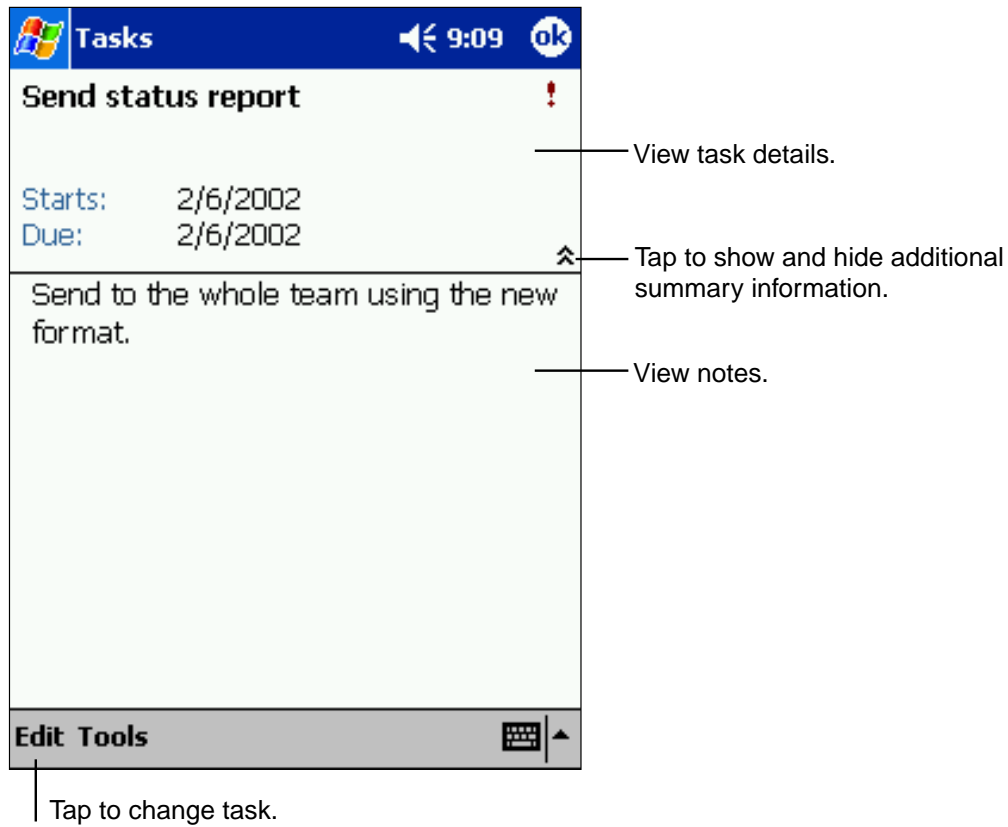 Tasks 9:09 ok
Send status report !
View task details.
Starts: 2/6/2002
Due: 2/6/2002
Tap to show and hide additional
summary information.
Send to the whole team using the new
format.
View notes.
Edit Tools
Tap to change task.